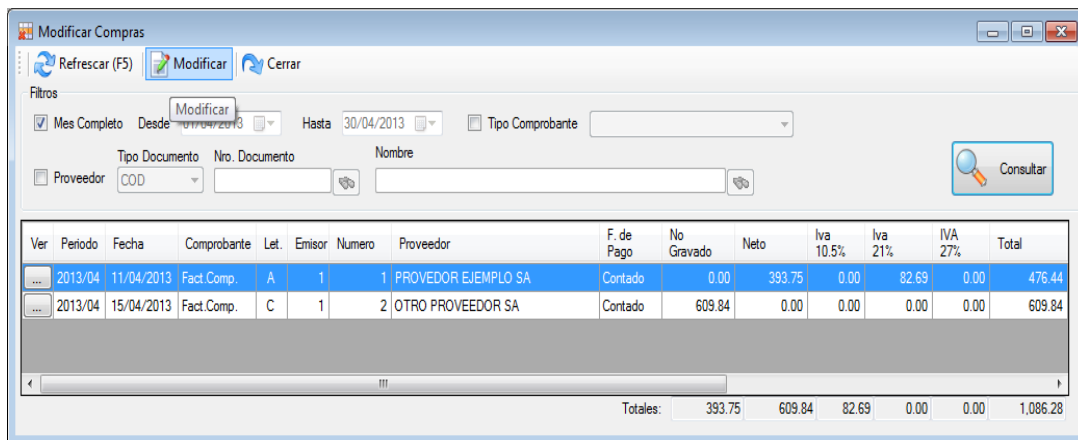 Modificar Compras
Refrescar (F5) Modificar Cerrar
Filtros
Modificar
Mes Completo Desde 01/04/2013 Hasta 30/04/2013 Tipo Comprobante
Tipo Documento Nro. Documento Nombre
Proveedor COD Consultar
Ver Periodo Fecha Comprobante Let. Emisor Numero Proveedor F. de Pago No Gravado Neto Iva 10.5% Iva 21% IVA 27% Total
... 2013/04 11/04/2013 Fact.Comp. A 1 1 PROVEDOR EJEMPLO SA Contado 0.00 393.75 0.00 82.69 0.00 476.44
... 2013/04 15/04/2013 Fact.Comp. C 1 2 OTRO PROVEEDOR SA Contado 609.84 0.00 0.00 0.00 0.00 609.84
Totales: 393.75 609.84 82.69 0.00 0.00 1,086.28